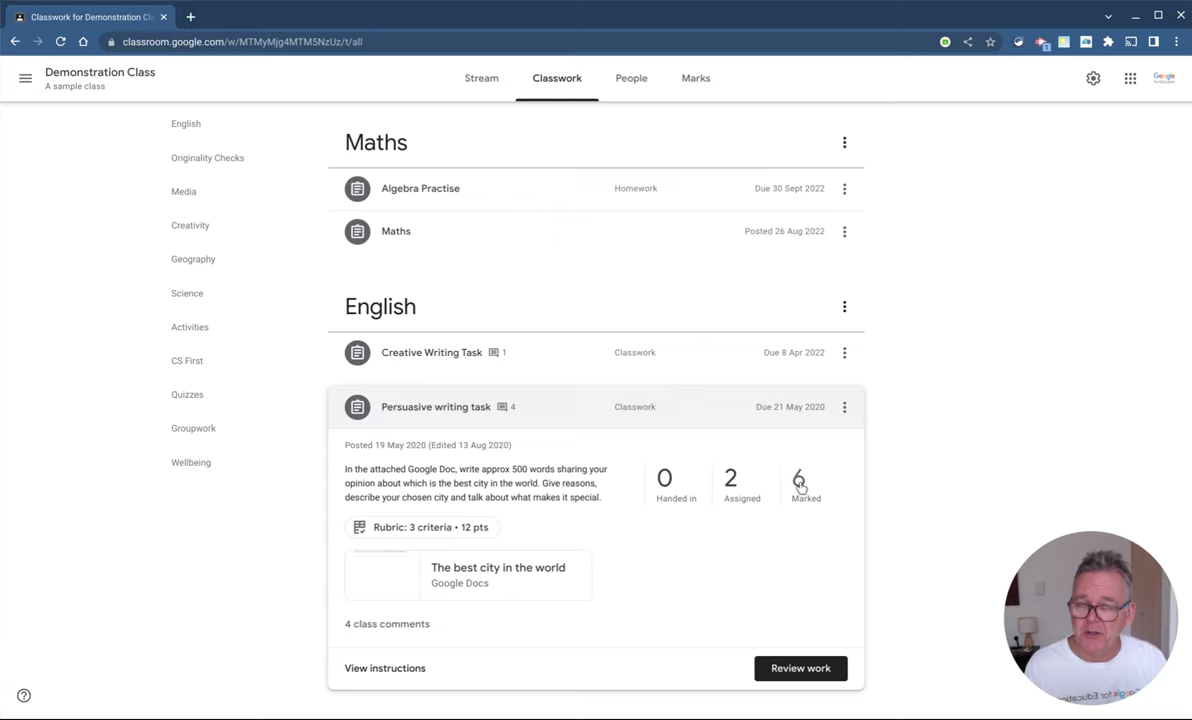 Classwork for Demonstration Cl
classroom.google.com/w/MTMyMjg4MTM5NzUz/t/all
Demonstration Class
A sample class
Stream
Classwork
People
Marks
Google
for Education
English
Originality Checks
Media
Creativity
Geography
Science
Activities
CS First
Quizzes
Groupwork
Wellbeing
Maths
Algebra Practise Homework Due 30 Sept 2022
Maths Posted 26 Aug 2022
English
Creative Writing Task 1 Classwork Due 8 Apr 2022
Persuasive writing task 4 Classwork Due 21 May 2020
Posted 19 May 2020 (Edited 13 Aug 2020)
In the attached Google Doc, write approx 500 words sharing your
opinion about which is the best city in the world. Give reasons,
describe your chosen city and talk about what makes it special.
0 2 6
Handed in Assigned Marked
Rubric: 3 criteria • 12 pts
The best city in the world
Google Docs
4 class comments
View instructions
Review work
Google for Education